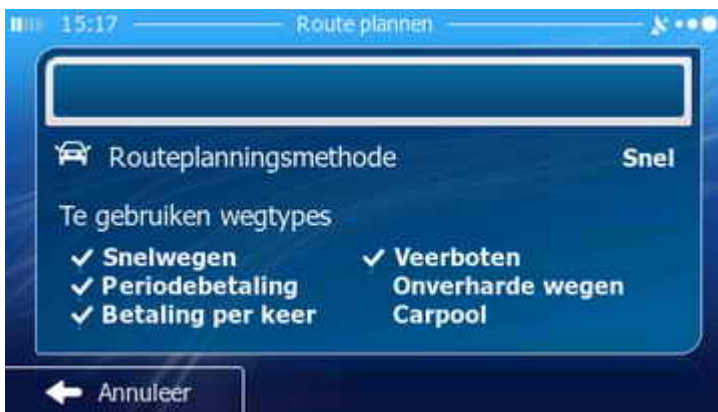 15:17 Route plannen
Routeplanningsmethode Snel
Te gebruiken wegtypes
Snelwegen Veerboten
Periodebetaling Onverharde wegen
Betaling per keer Carpool
Annuleer